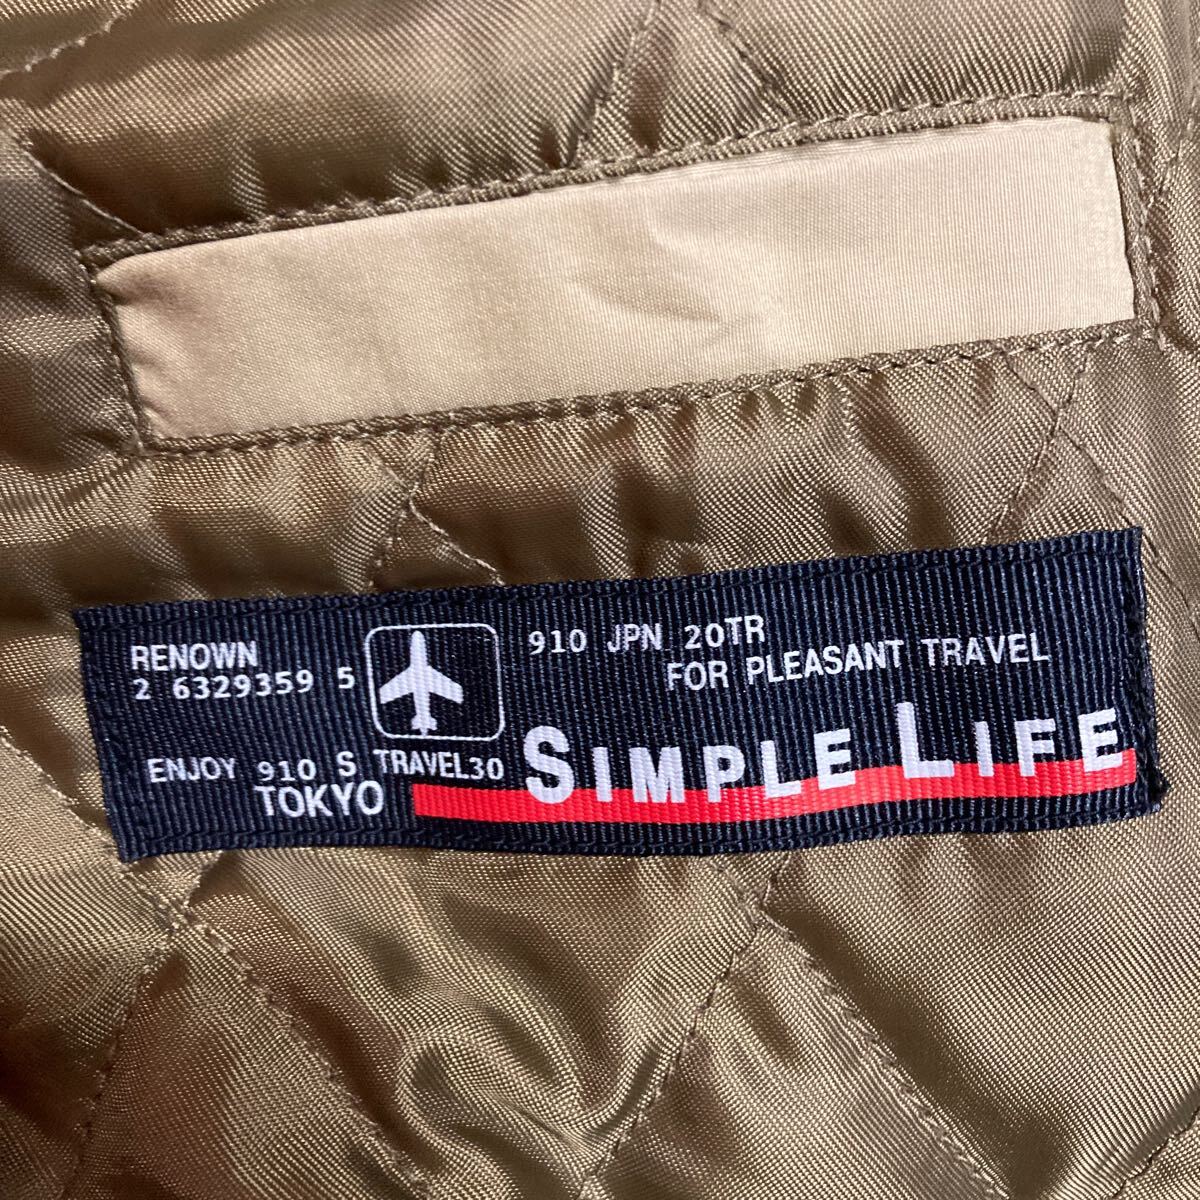 RENOWN
2 6329359 5
ENJOY 910 S
TOKYO
TRAVEL30
910 JPN 20TR
FOR PLEASANT TRAVEL
SIMPLE LIFE